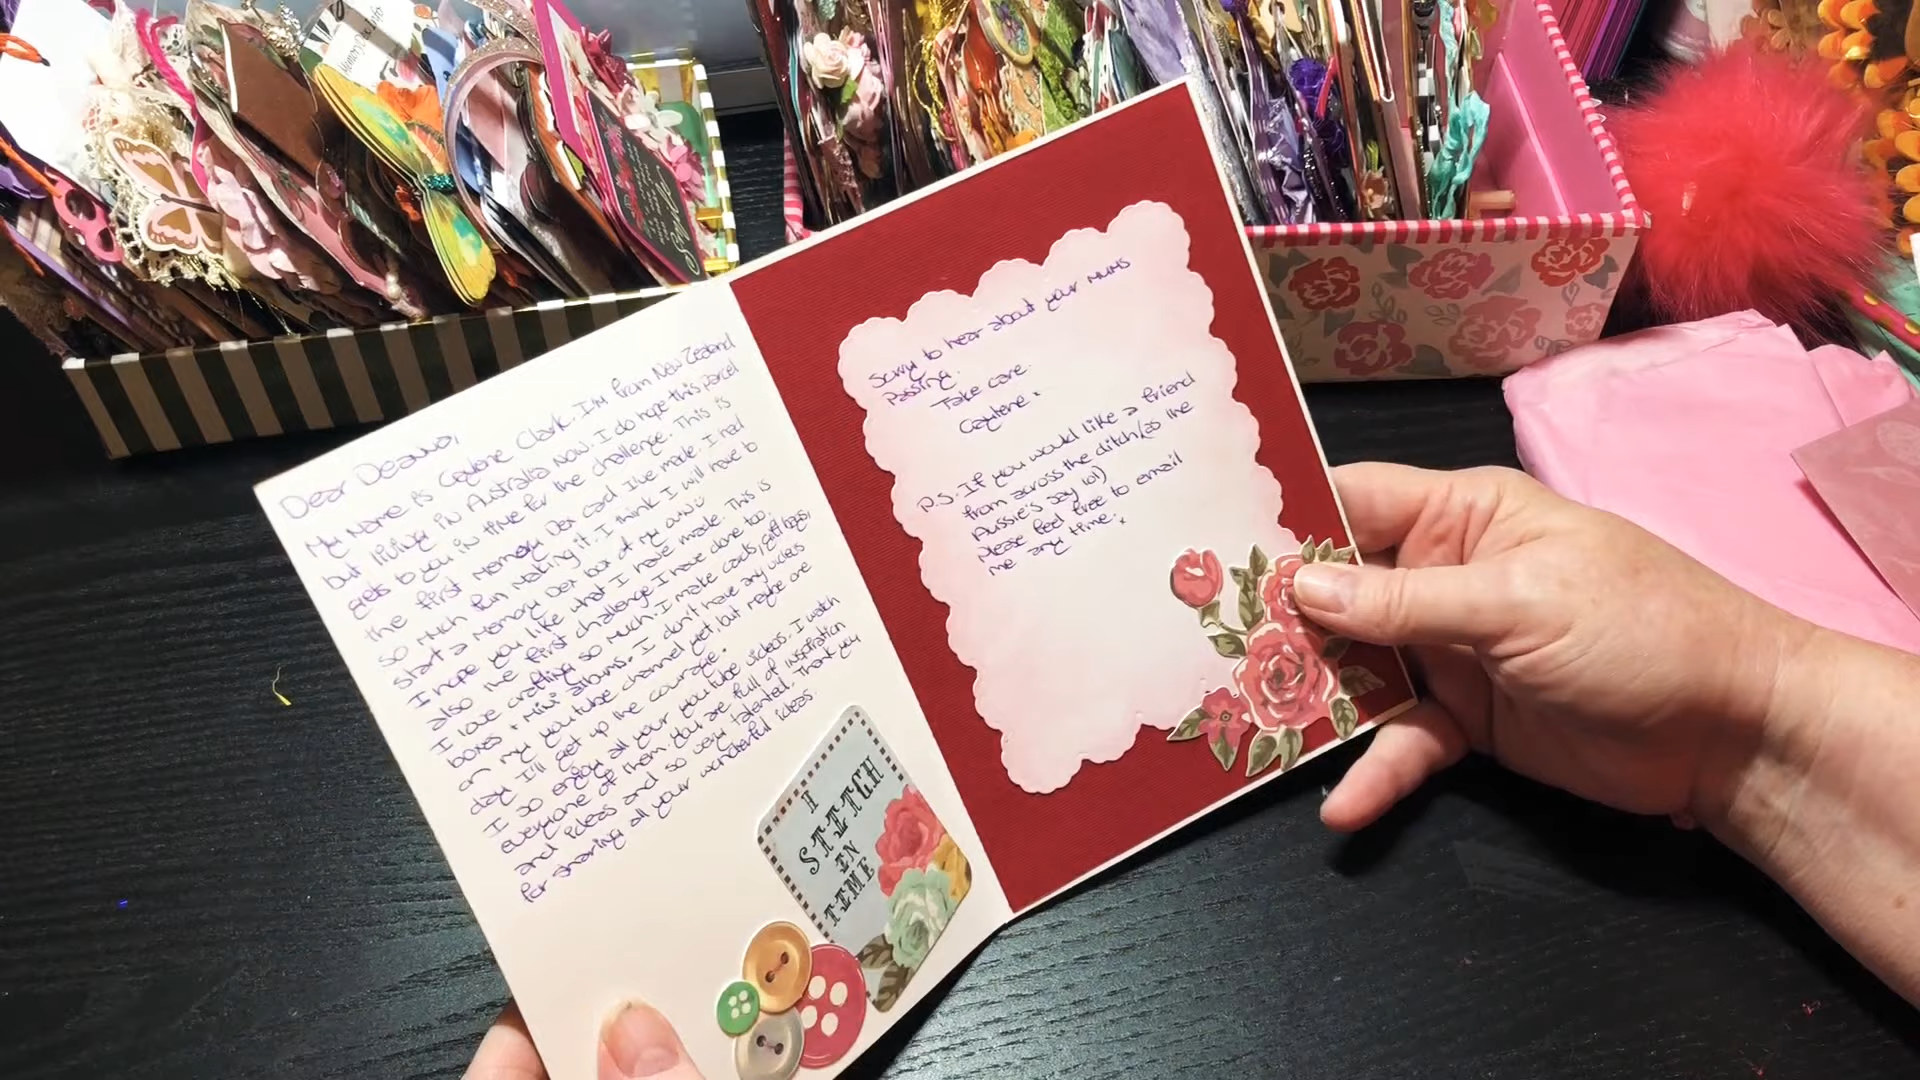 Dear Deanna,
My name is Gaylene Clark. I'm from New Zealand
but living in Australia now. I do hope this parcel
gets to you in time for the challenge. This is
the first Memory Dex card I've made. I had
so much fun making it. I think I will have to
start a Memory Dex box of my own
I hope you like what I have made. This is
also the first challenge I have done too.
I love crafting so much. I make cards, gift bags,
boxes + mini albums. I don't have any videos
on my youtube channel yet, but maybe one
day I'll get up the courage.
I so enjoy all your youtube videos. I watch
everyone of them. You are full of inspiration
and ideas and so very talented. Thank you
for sharing all your wonderfull ideas.
A
STITCH
IN
TIME
Sorry to hear about your mums
Passing.
Take care.
Gaylene x
P.S. If you would like a friend
from across the ditch (as the
Aussie's say lol)
please feel free to email
me any time. x